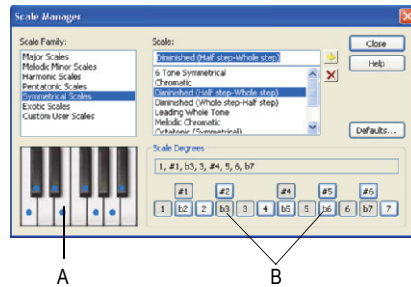 Scale Manager
Scale Family:
Major Scales
Melodic Minor Scales
Harmonic Scales
Pentatonic Scales
Symmetrical Scales
Exotic Scales
Custom User Scales
Scale:
Diminished (Half step-Whole step)
6 Tone Symmetrical
Chromatic
Diminished (Half step-Whole step)
Diminished (Whole step-Half step)
Leading Whole Tone
Melodic Chromatic
Octatonic (Symmetrical)
Close
Help
Defaults...
Scale Degrees
1, #1, b3, 3, #4, 5, 6, b7
#1 #2 #4 #5 #6
1 b2 2 b3 3 4 b5 5 b6 6 b7 7
A B